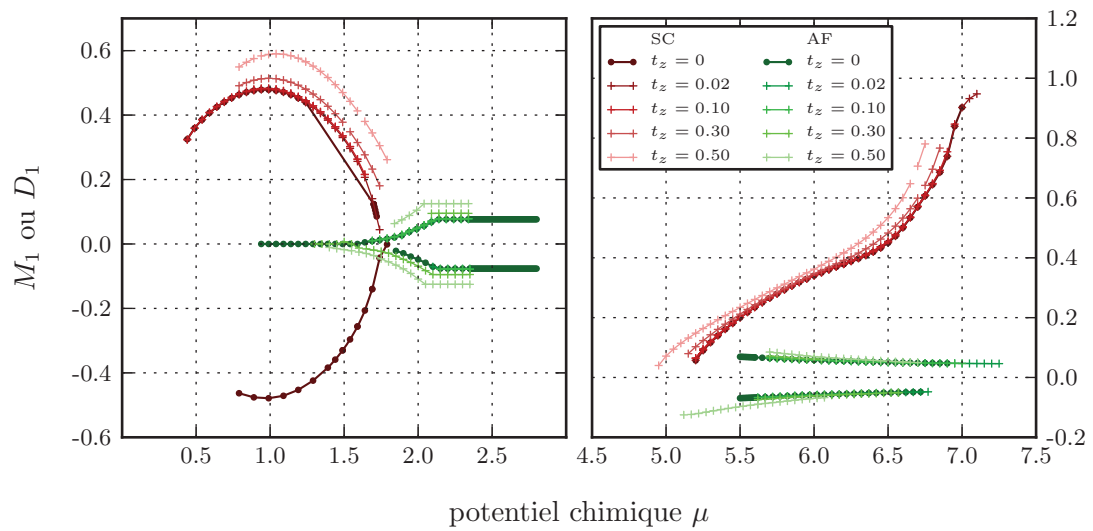 SC AF
t_z = 0 t_z = 0
t_z = 0.02 t_z = 0.02
t_z = 0.10 t_z = 0.10
t_z = 0.30 t_z = 0.30
t_z = 0.50 t_z = 0.50
M_1 ou D_1
0.6
0.4
0.2
0.0
-0.2
-0.4
-0.6
0.5 1.0 1.5 2.0 2.5
1.2
1.0
0.8
0.6
0.4
0.2
0.0
-0.2
4.5 5.0 5.5 6.0 6.5 7.0 7.5
potentiel chimique μ